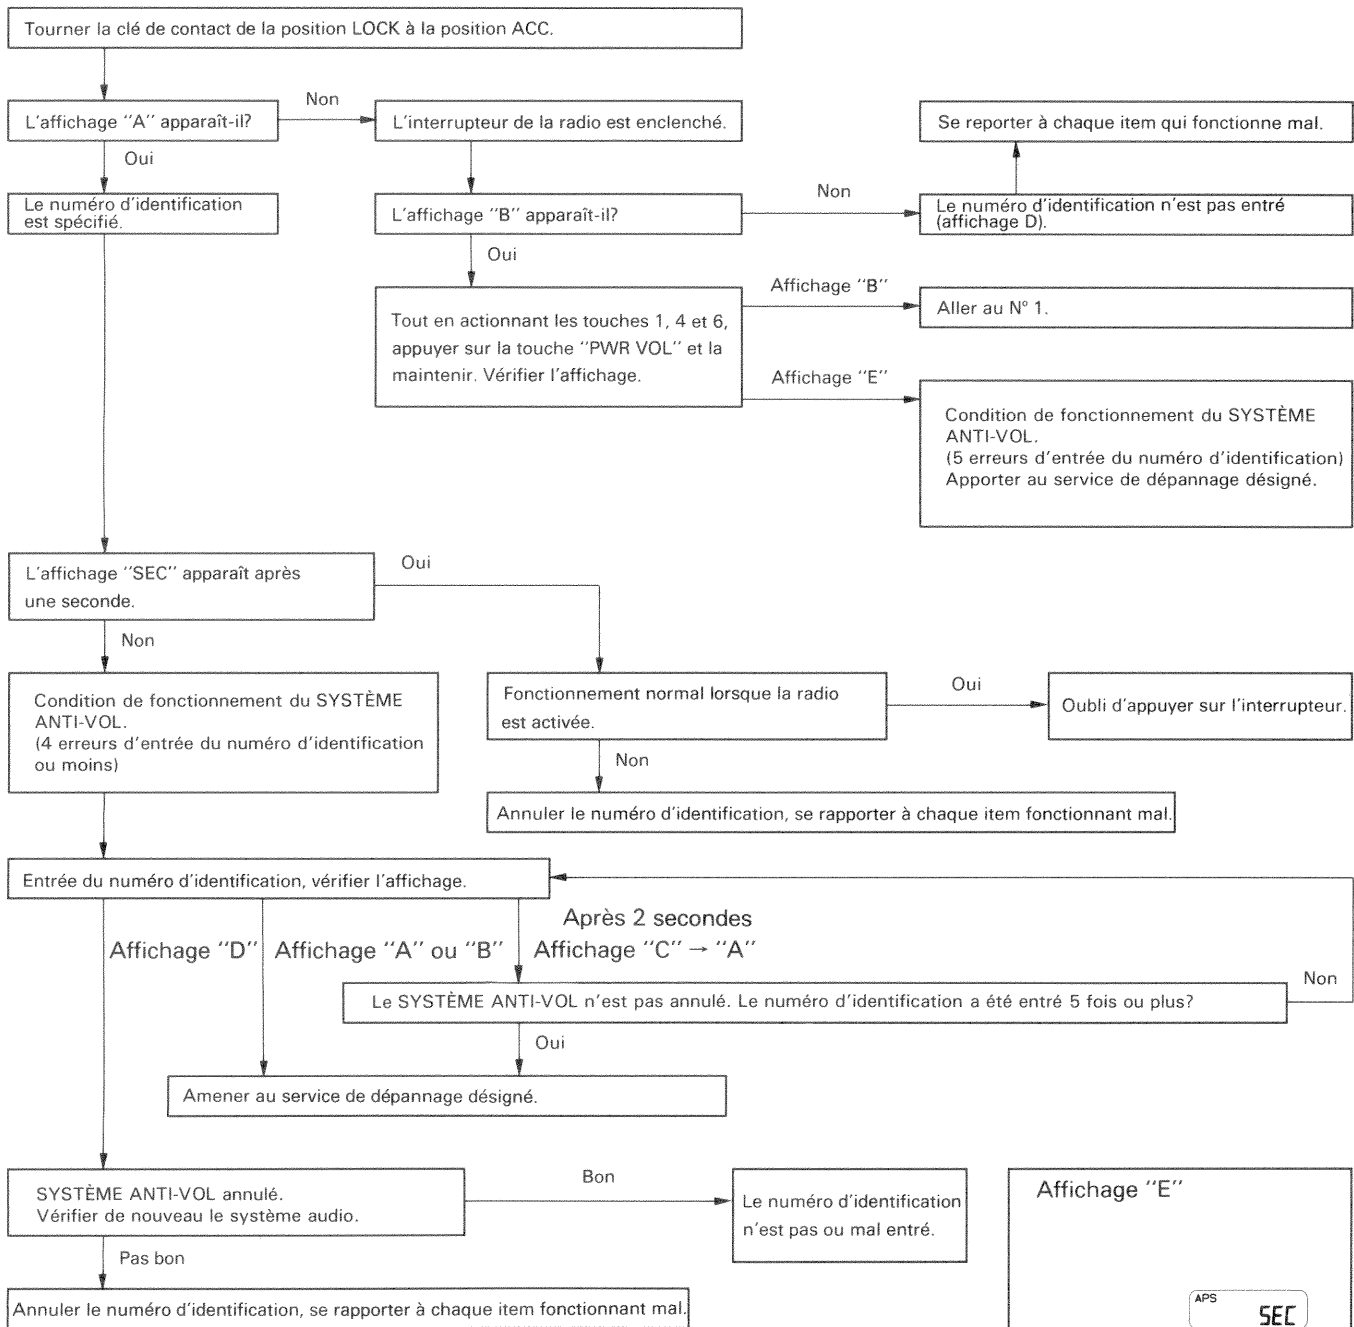 Tourner la clé de contact de la position LOCK à la position ACC.
L'affichage "A" apparaît-il?
Non
L'interrupteur de la radio est enclenché.
Se reporter à chaque item qui fonctionne mal.
Oui
Le numéro d'identification
est spécifié.
L'affichage "B" apparaît-il?
Non
Le numéro d'identification n'est pas entré
(affichage D).
Oui
Tout en actionnant les touches 1, 4 et 6,
appuyer sur la touche "PWR VOL" et la
maintenir. Vérifier l'affichage.
Affichage "B"
Aller au N° 1.
Affichage "E"
Condition de fonctionnement du SYSTÈME
ANTI-VOL.
(5 erreurs d'entrée du numéro d'identification)
Apporter au service de dépannage désigné.
L'affichage "SEC" apparaît après
une seconde.
Oui
Non
Condition de fonctionnement du SYSTÈME
ANTI-VOL.
(4 erreurs d'entrée du numéro d'identification
ou moins)
Fonctionnement normal lorsque la radio
est activée.
Oui
Oubli d'appuyer sur l'interrupteur.
Non
Annuler le numéro d'identification, se rapporter à chaque item fonctionnant mal.
Entrée du numéro d'identification, vérifier l'affichage.
Affichage "D"
Affichage "A" ou "B"
Après 2 secondes
Affichage "C" → "A"
Le SYSTÈME ANTI-VOL n'est pas annulé. Le numéro d'identification a été entré 5 fois ou plus?
Non
Oui
Amener au service de dépannage désigné.
SYSTÈME ANTI-VOL annulé.
Vérifier de nouveau le système audio.
Bon
Le numéro d'identification
n'est pas ou mal entré.
Pas bon
Annuler le numéro d'identification, se rapporter à chaque item fonctionnant mal.
Affichage "E"
APS
SEC